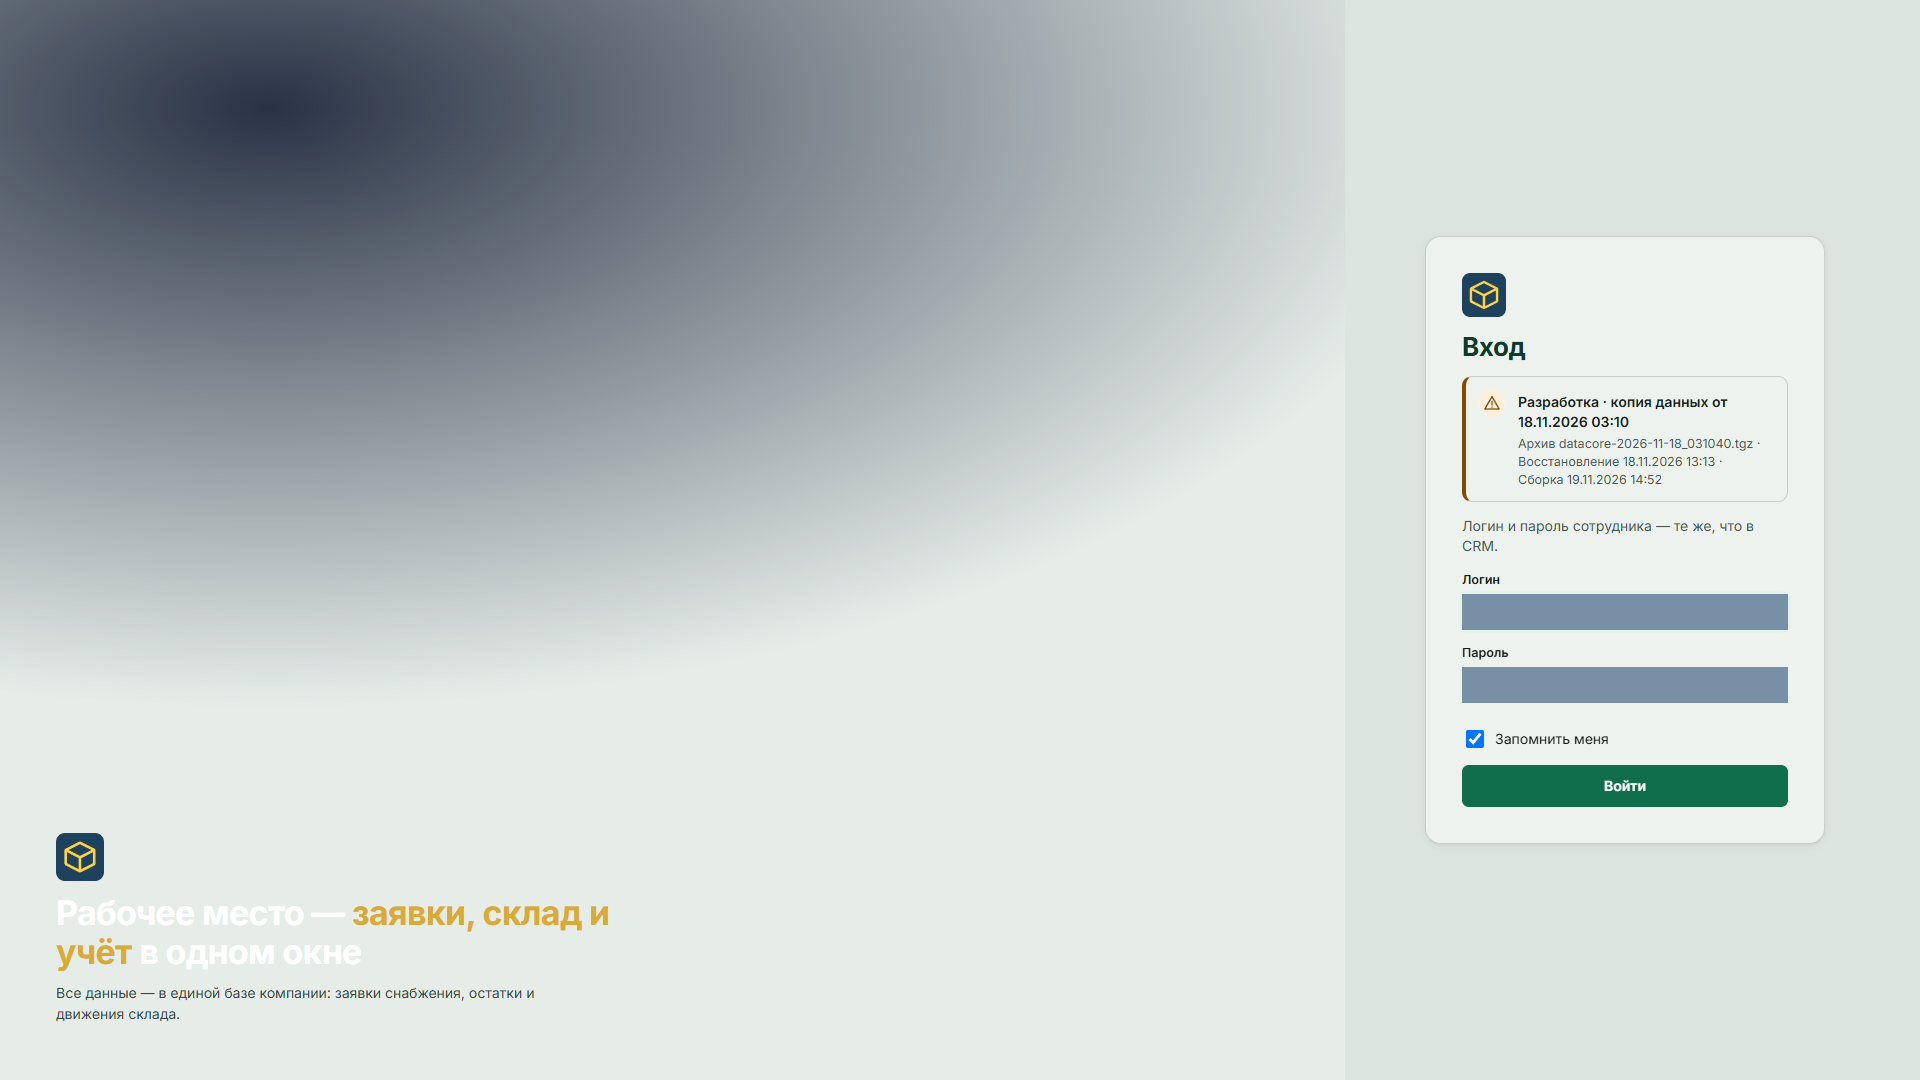 Рабочее место — заявки, склад и
учёт в одном окне
Все данные — в единой базе компании: заявки снабжения, остатки и
движения склада.
Вход
Разработка · копия данных от
18.11.2026 03:10
Архив datacore-2026-11-18_031040.tgz ·
Восстановление 18.11.2026 13:13 ·
Сборка 19.11.2026 14:52
Логин и пароль сотрудника — те же, что в
CRM.
Логин
Пароль
Запомнить меня
Войти